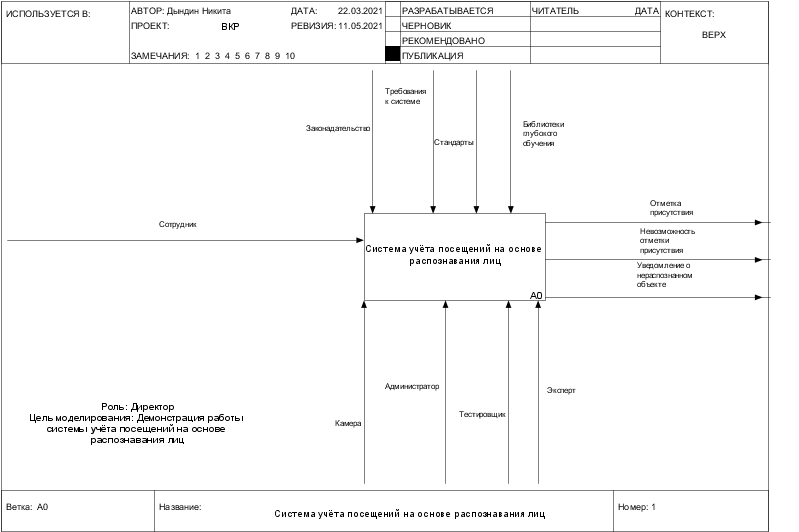 ИСПОЛЬЗУЕТСЯ В:
АВТОР: Дындин Никита
ДАТА: 22.03.2021
ПРОЕКТ: ВКР
РЕВИЗИЯ: 11.05.2021
ЗАМЕЧАНИЯ: 1 2 3 4 5 6 7 8 9 10
РАЗРАБАТЫВАЕТСЯ
ЧЕРНОВИК
РЕКОМЕНДОВАНО
ПУБЛИКАЦИЯ
ЧИТАТЕЛЬ ДАТА
КОНТЕКСТ:
ВЕРХ
Законадательство
Требования
к системе
Стандарты
Библиотеки
глубокого
обучения
Сотрудник
Система учёта посещений на основе
распознавания лиц
A0
Отметка
присутствия
Невозможность
отметки
присутствия
Уведомление о
нераспознанном
объекте
Камера
Администратор
Тестировщик
Эксперт
Роль: Директор
Цель моделирования: Демонстрация работы
системы учёта посещений на основе
распознавания лиц
Ветка: A0
Название:
Система учёта посещений на основе распознавания лиц
Номер: 1